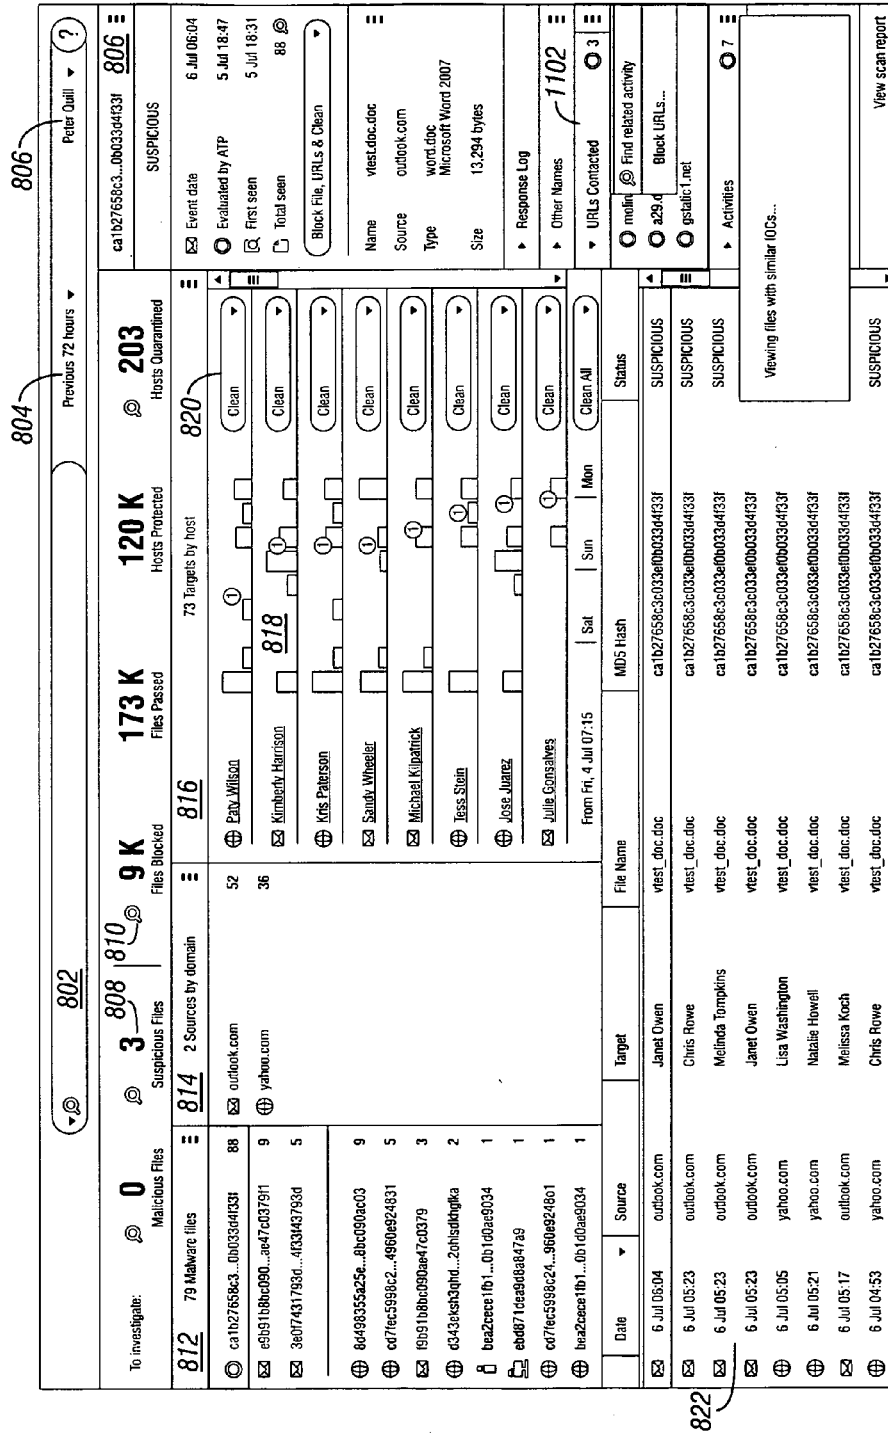 804
806
802
Previous 72 hours
Peter Quill
?
To investigate:
0
Malicious Files
808
3
Suspicious Files
810
9 K
Files Blocked
173 K
Files Passed
120 K
Hosts Protected
203
Hosts Quarantined
ca1b27658c3...0b033d4f33f
806
SUSPICIOUS
812
79 Malware files
ca1b27658c3...0b033d4f33f 88
e9b91b8bc090...ae47c0379f1 9
3e0f7431793d...4f33f43793d 5
8d498355a25e...8bc090ac03 9
cd7fec5998c2...4960e924831 5
f9b91b8bc090ae47c0379 3
d343eksh3qhd...2ohlsdkhglka 2
bea2cece1fb1...0b1d0ae9034 1
ebd871dea9d8a847a9 1
cd7fec5998c24...960e9248o1 1
bea2cece1fb1...0b1d0ae9034 1
814
2 Sources by domain
outlook.com 52
yahoo.com 36
816
73 Targets by host
820
Paty Wilson 1 Clean
818
Kimberly Harrison 1 Clean
Kris Paterson 1 Clean
Sandy Wheeler 1 Clean
Michael Kilpatrick 1 Clean
Tess Stein 1 Clean
Jose Juarez 1 Clean
Julie Gonsalves 1 Clean
From Fri, 4 Jul 07:15 Sat Sun Mon Clean All
Event date 6 Jul 06:04
Evaluated by ATP 5 Jul 18:47
First seen 5 Jul 18:31
Total seen 88
Block File, URLs & Clean
Name vtest.doc.doc
Source outlook.com
Type word.doc
Microsoft Word 2007
Size 13,294 bytes
Response Log
Other Names
1102
URLs Contacted 3
molin
Find related activity
a29.d
Block URLs...
gstatic1.net
Activities 7
Viewing files with similar IOCs...
View scan report
822
Date Source Target File Name MD5 Hash Status
6 Jul 06:04 outlook.com Janet Owen vtest_doc.doc ca1b27658c3c033ef0b033d4f33f SUSPICIOUS
6 Jul 05:23 outlook.com Chris Rowe vtest_doc.doc ca1b27658c3c033ef0b033d4f33f SUSPICIOUS
6 Jul 05:23 outlook.com Melinda Tompkins vtest_doc.doc ca1b27658c3c033ef0b033d4f33f SUSPICIOUS
6 Jul 05:23 outlook.com Janet Owen vtest_doc.doc ca1b27658c3c033ef0b033d4f33f
6 Jul 05:05 yahoo.com Lisa Washington vtest_doc.doc ca1b27658c3c033ef0b033d4f33f
6 Jul 05:21 yahoo.com Natalie Howell vtest_doc.doc ca1b27658c3c033ef0b033d4f33f
6 Jul 05:17 outlook.com Melissa Koch vtest_doc.doc ca1b27658c3c033ef0b033d4f33f
6 Jul 04:53 yahoo.com Chris Rowe vtest_doc.doc ca1b27658c3c033ef0b033d4f33f SUSPICIOUS